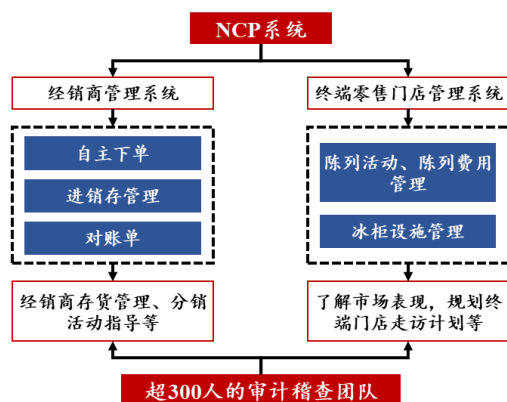 NCP系统
经销商管理系统
终端零售门店管理系统
自主下单
进销存管理
对账单
陈列活动、陈列费用
管理
冰柜设施管理
经销商存货管理、分销
活动指导等
了解市场表现，规划终
端门店走访计划等
超300人的审计稽查团队